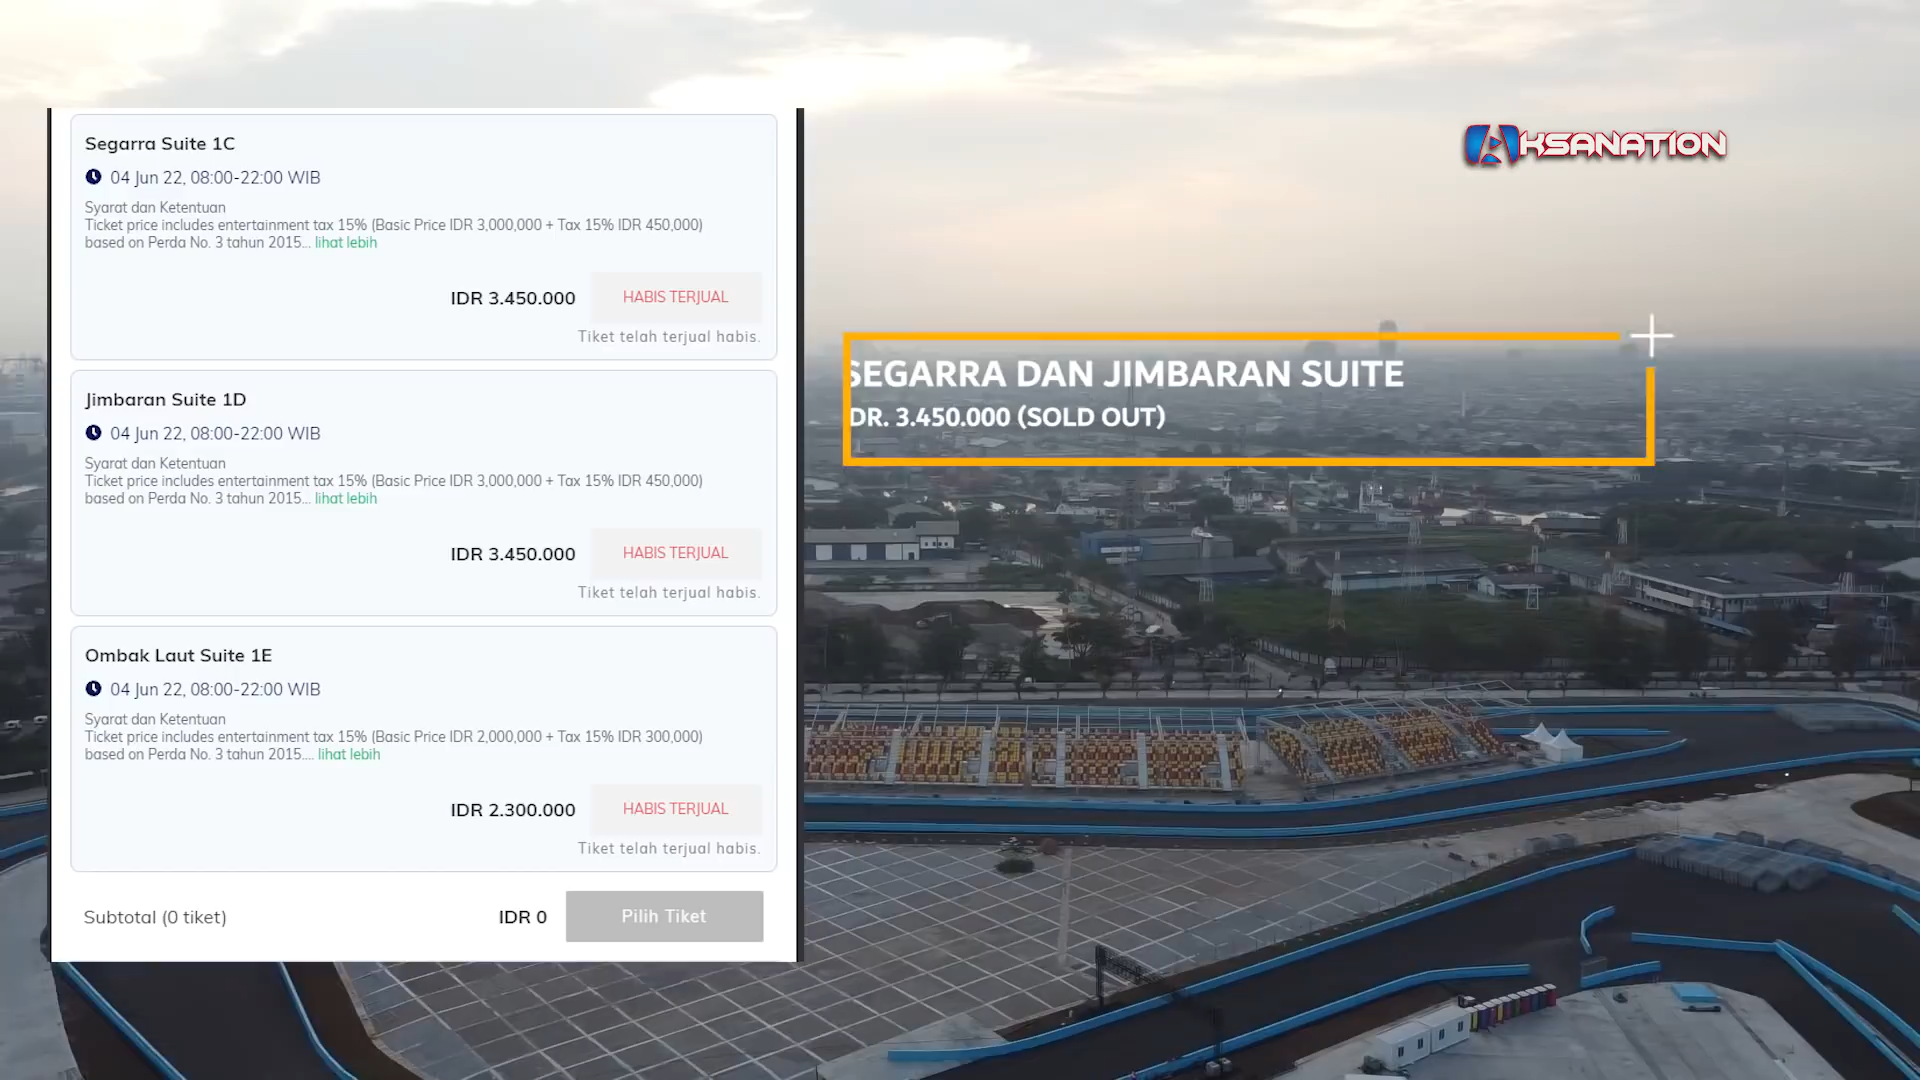 Segarra Suite 1C
04 Jun 22, 08:00-22:00 WIB
Syarat dan Ketentuan
Ticket price includes entertainment tax 15% (Basic Price IDR 3,000,000 + Tax 15% IDR 450,000)
based on Perda No. 3 tahun 2015... lihat lebih
IDR 3.450.000
HABIS TERJUAL
Tiket telah terjual habis.
Jimbaran Suite 1D
04 Jun 22, 08:00-22:00 WIB
Syarat dan Ketentuan
Ticket price includes entertainment tax 15% (Basic Price IDR 3,000,000 + Tax 15% IDR 450,000)
based on Perda No. 3 tahun 2015... lihat lebih
IDR 3.450.000
HABIS TERJUAL
Tiket telah terjual habis.
Ombak Laut Suite 1E
04 Jun 22, 08:00-22:00 WIB
Syarat dan Ketentuan
Ticket price includes entertainment tax 15% (Basic Price IDR 2,000,000 + Tax 15% IDR 300,000)
based on Perda No. 3 tahun 2015.... lihat lebih
IDR 2.300.000
HABIS TERJUAL
Tiket telah terjual habis.
Subtotal (0 tiket)
IDR 0
Pilih Tiket
AKSANATION
SEGARRA DAN JIMBARAN SUITE
DR. 3.450.000 (SOLD OUT)